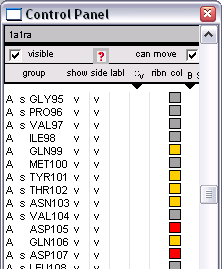 Control Panel
1a1ra
visible ? can move
group show side labl ::v ribn col B s
A s GLY95 v v
A s PRO96 v v
A s VAL97 v v
A ILE98 v v
A GLN99 v v
A MET100 v v
A s TYR101 v v
A s THR102 v v
A s ASN103 v v
A s VAL104 v v
A ASP105 v v
A GLN106 v v
A s ASP107 v v
A s LEU108 v v